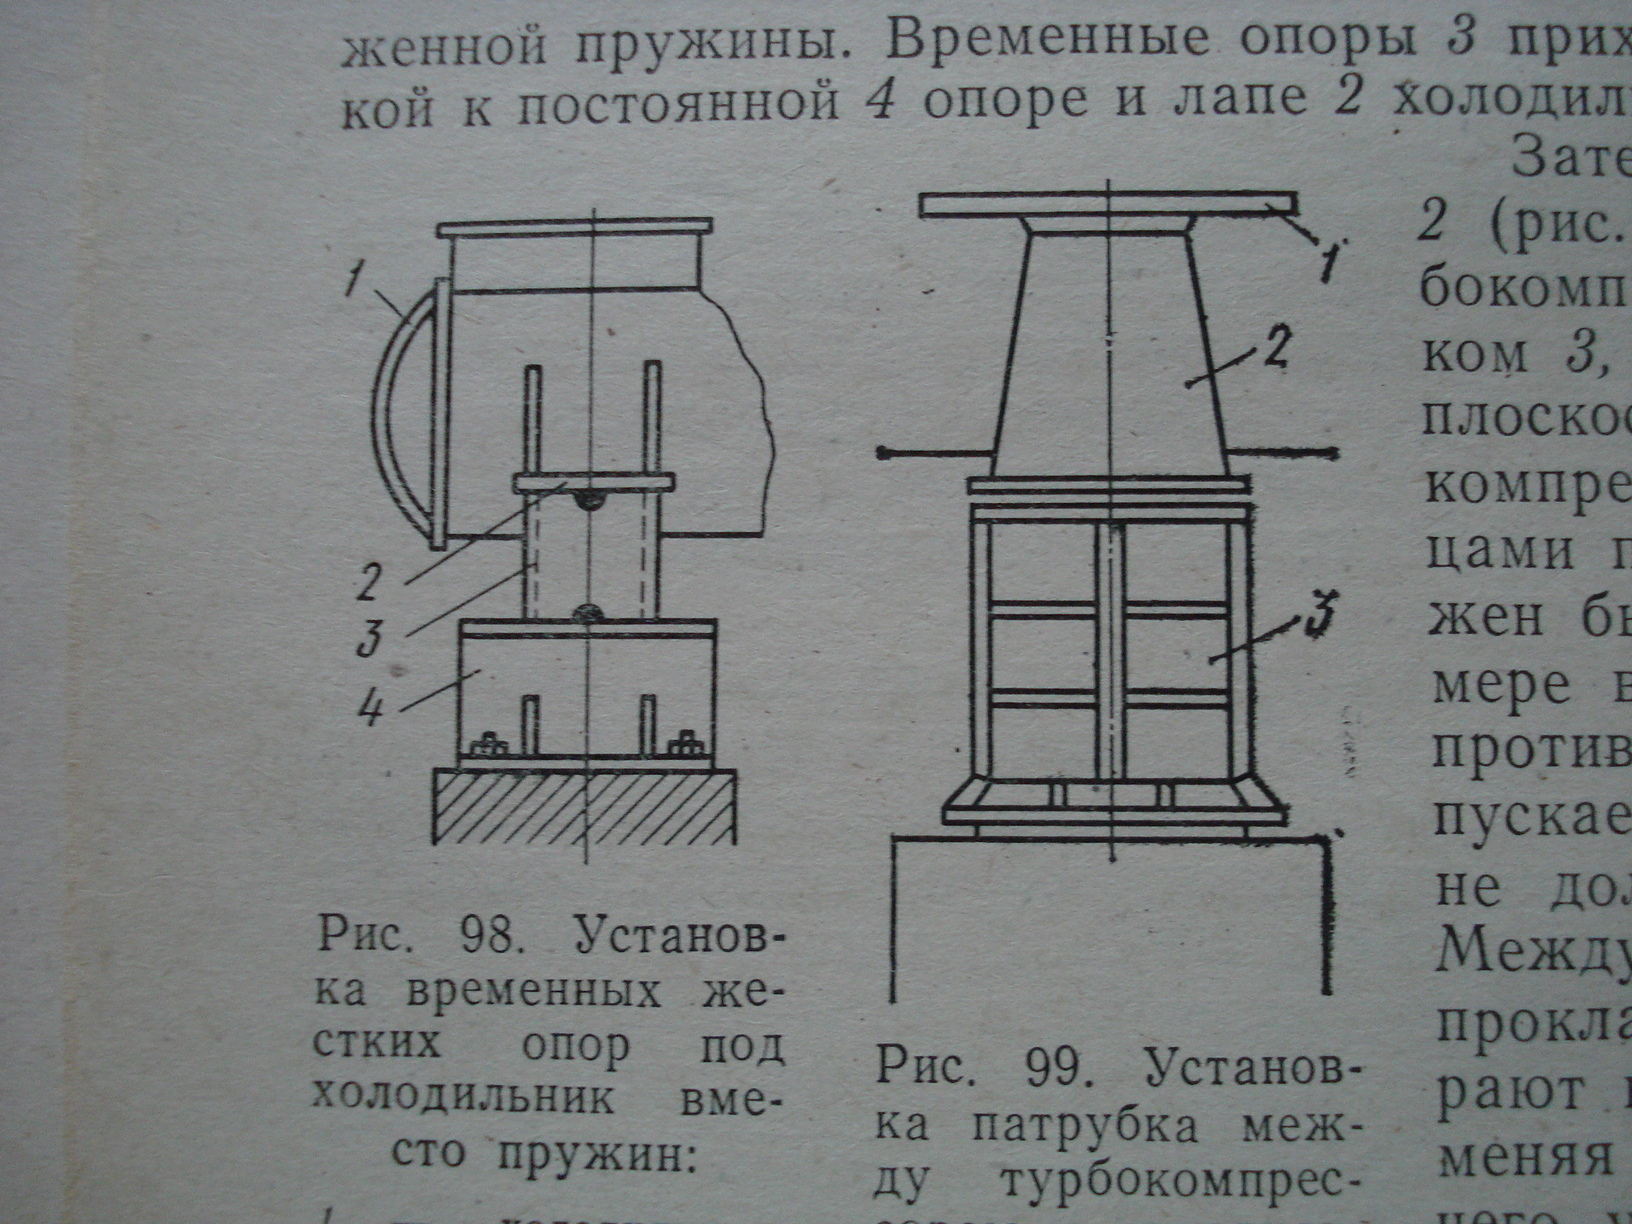 женной пружины. Временные опоры 3 прих
кой к постоянной 4 опоре и лапе 2 холодил
Зате
2 (рис.
бокомп
ком 3,
плоскос
компре
цами п
жен бы
мере в
против
пускае
не дол
Между
прокла
рают
меняя
1
2
3
4
1
2
3
Рис. 98. Установ-
ка временных же-
стких опор под
холодильник вме-
сто пружин:
Рис. 99. Установ-
ка патрубка меж-
ду турбокомпрес-